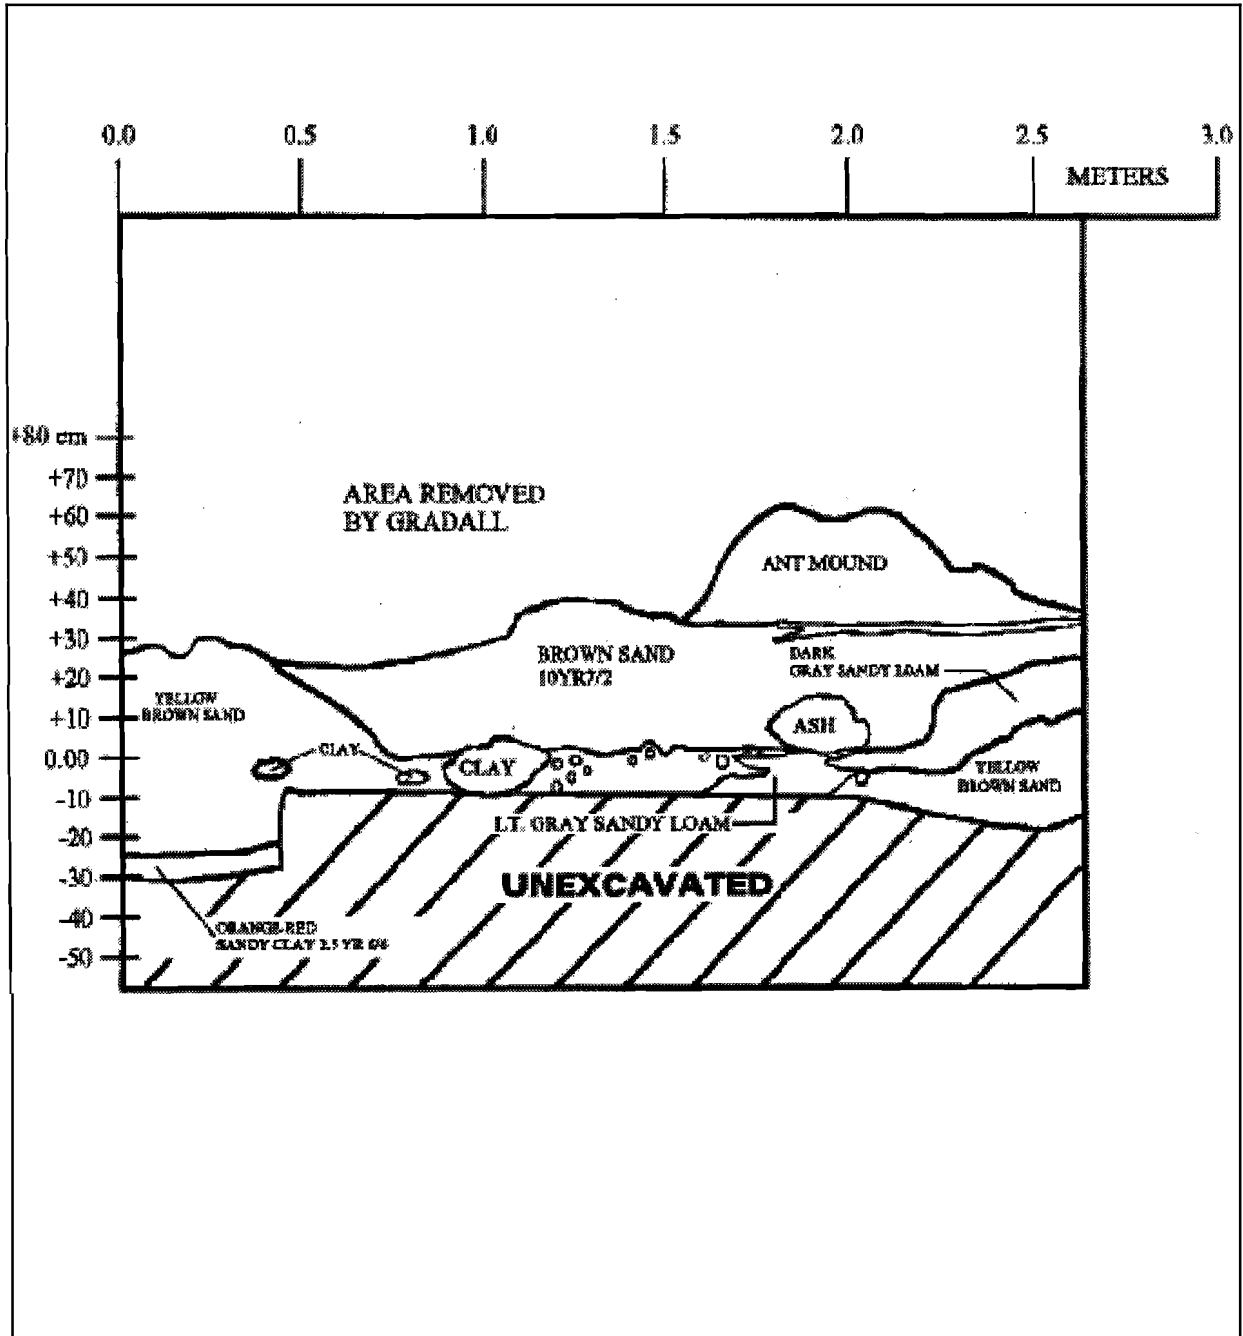 0.0 0.5 1.0 1.5 2.0 2.5 3.0
METERS
+80 cm
+70
+60
+50
+40
+30
+20
+10
0.00
-10
-20
-30
-40
-50
AREA REMOVED
BY GRADALL
ANT MOUND
BROWN SAND
10YR7/2
DARK
GRAY SANDY LOAM
YELLOW
BROWN SAND
ASH
CLAY
CLAY
YELLOW
BROWN SAND
LT. GRAY SANDY LOAM
UNEXCAVATED
ORANGE-RED
SANDY CLAY 2.5 YR